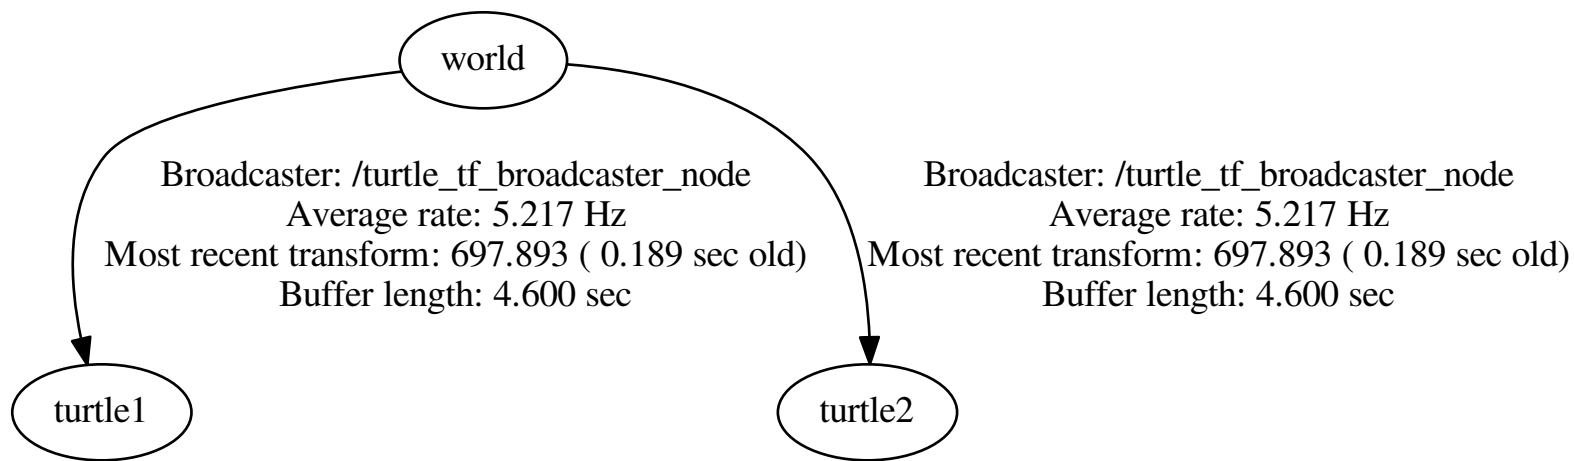 world
Broadcaster: /turtle_tf_broadcaster_node
Average rate: 5.217 Hz
Most recent transform: 697.893 ( 0.189 sec old)
Buffer length: 4.600 sec
Broadcaster: /turtle_tf_broadcaster_node
Average rate: 5.217 Hz
Most recent transform: 697.893 ( 0.189 sec old)
Buffer length: 4.600 sec
turtle1
turtle2